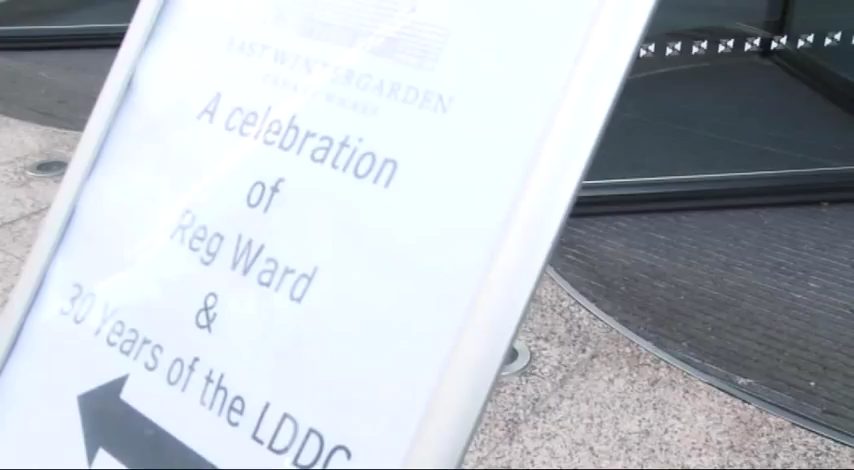 EAST WINTERGARDEN
A celebration
of
Reg Ward
&
30 Years of the LDDC